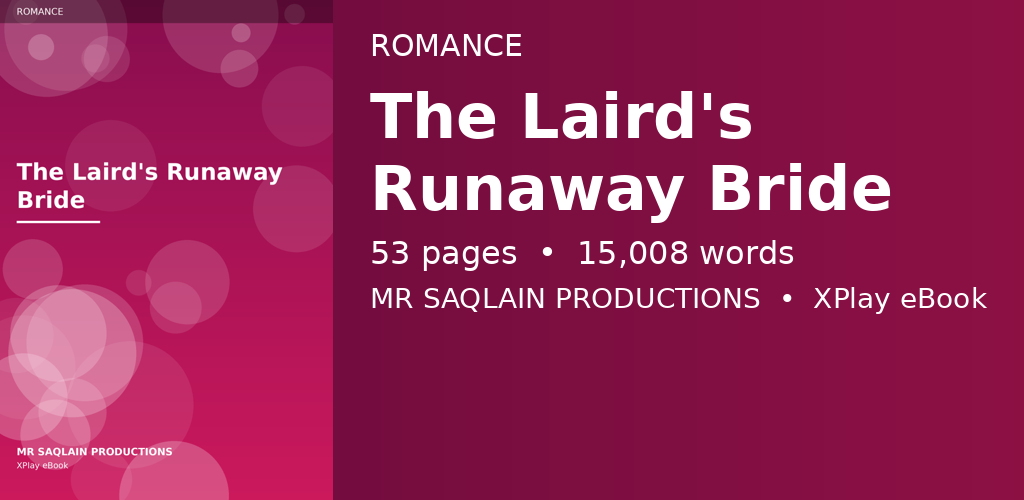 ROMANCE
The Laird's Runaway
Bride
MR SAQLAIN PRODUCTIONS
XPlay eBook
ROMANCE
The Laird's
Runaway Bride
53 pages • 15,008 words
MR SAQLAIN PRODUCTIONS • XPlay eBook